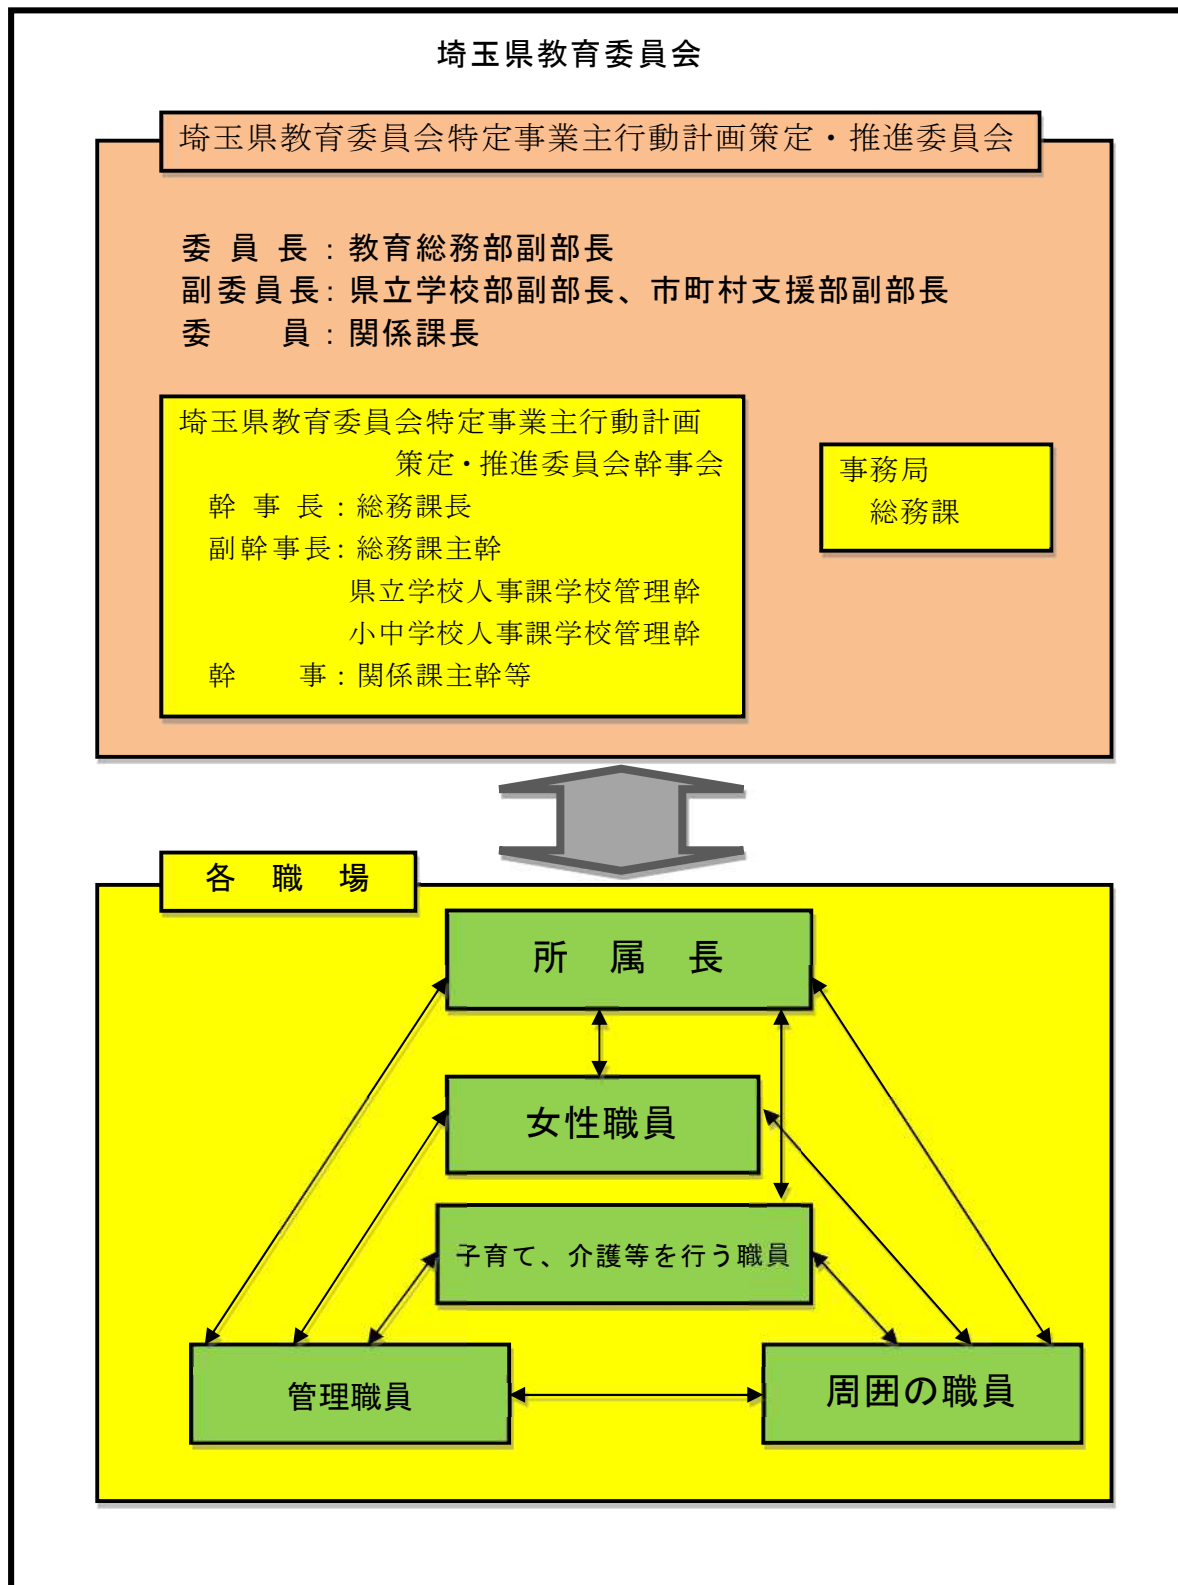 埼玉県教育委員会
埼玉県教育委員会特定事業主行動計画策定・推進委員会
委 員 長：教育総務部副部長
副委員長：県立学校部副部長、市町村支援部副部長
委　　員：関係課長
埼玉県教育委員会特定事業主行動計画
策定・推進委員会幹事会
幹 事 長：総務課長
副幹事長：総務課主幹
県立学校人事課学校管理幹
小中学校人事課学校管理幹
幹　　事：関係課主幹等
事務局
総務課
各　職　場
所　属　長
女性職員
子育て、介護等を行う職員
管理職員
周囲の職員